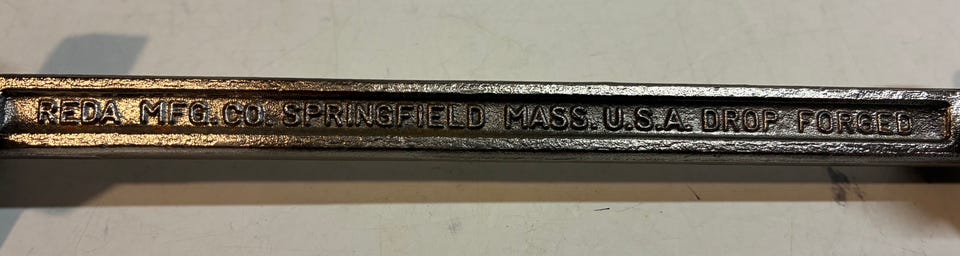 REDA MFG. CO. SPRINGFIELD MASS. U.S.A. DROP FORGED